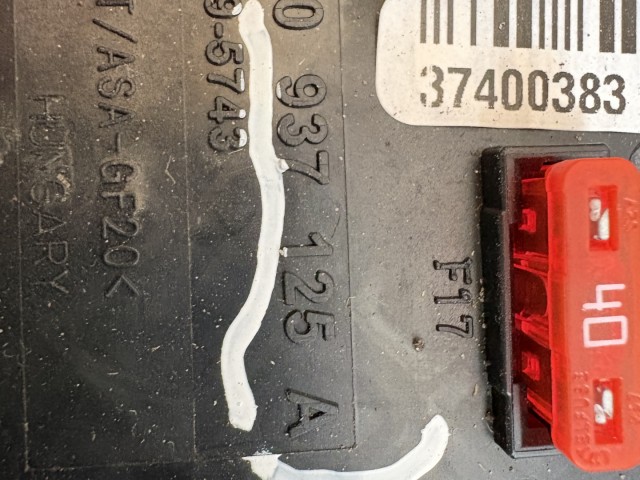 0 937 125 A
9-5743
T/ASA-GF20K
HUNGARY
37400383
F17
40